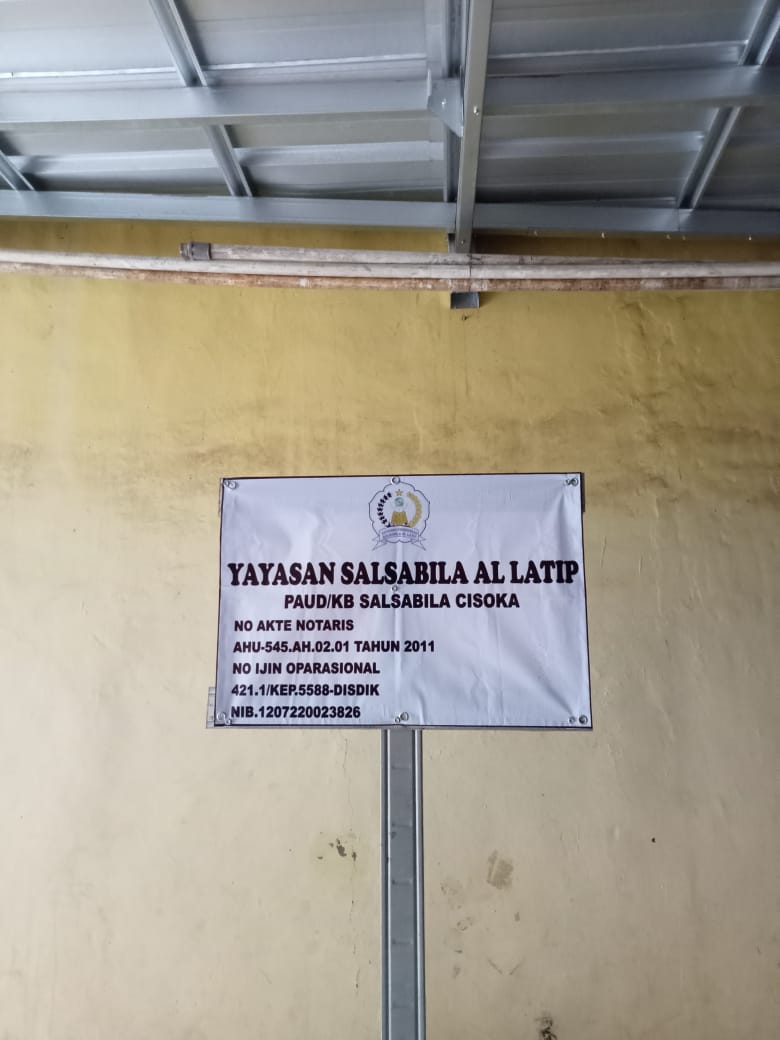 YAYASAN SALSABILA AL LATIP
PAUD/KB SALSABILA CISOKA
NO AKTE NOTARIS
AHU-545.AH.02.01 TAHUN 2011
NO IJIN OPARASIONAL
421.1/KEP.5588-DISDIK
NIB.1207220023826